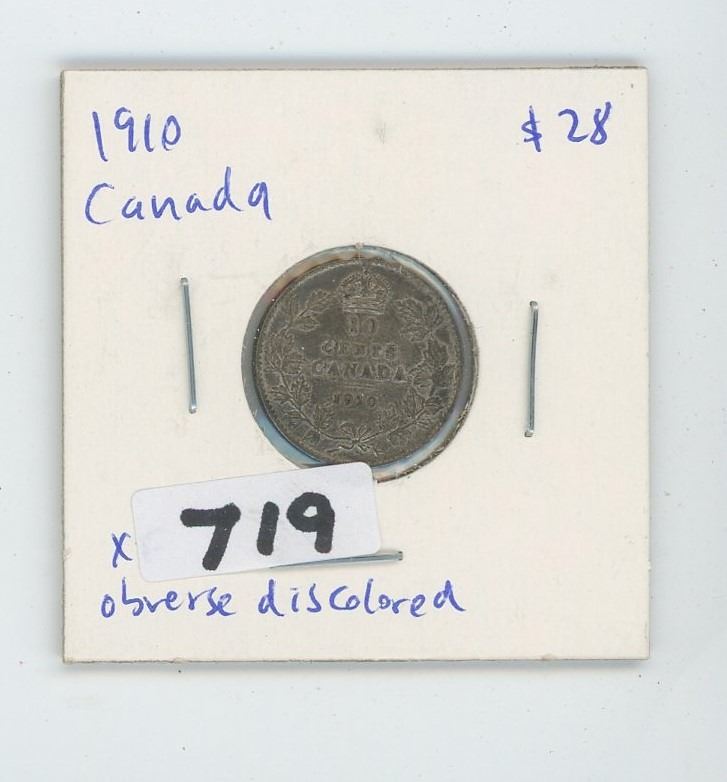 1910
$28
Canada
10
CENTS
CANADA
1910
x
719
obverse discolored